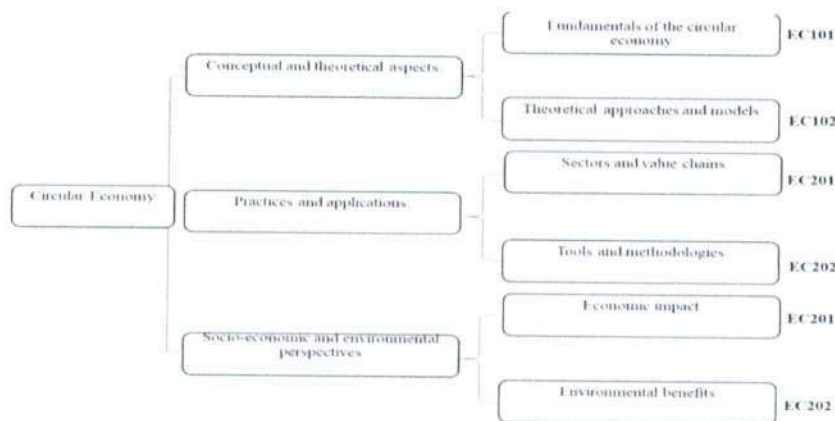 Fundamentals of the circular
economy
EC101
Conceptual and theoretical aspects.
Theoretical approaches and models
EC102
Sectors and value chains
EC201
Circular Economy
Practices and applications.
Tools and methodologies
EC202
Economic impact
EC201
Socio-economic and environmental
perspectives
Environmental benefits
EC202